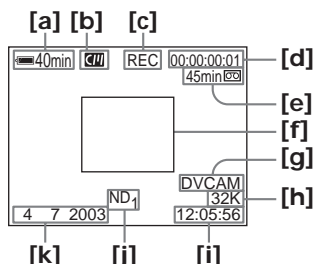 [a] [b] [c]
40min REC 00:00:00:01 [d]
45min [e]
[f]
[g]
DVCAM
32K [h]
ND1
4 7 2003 12:05:56
[k] [j] [i]